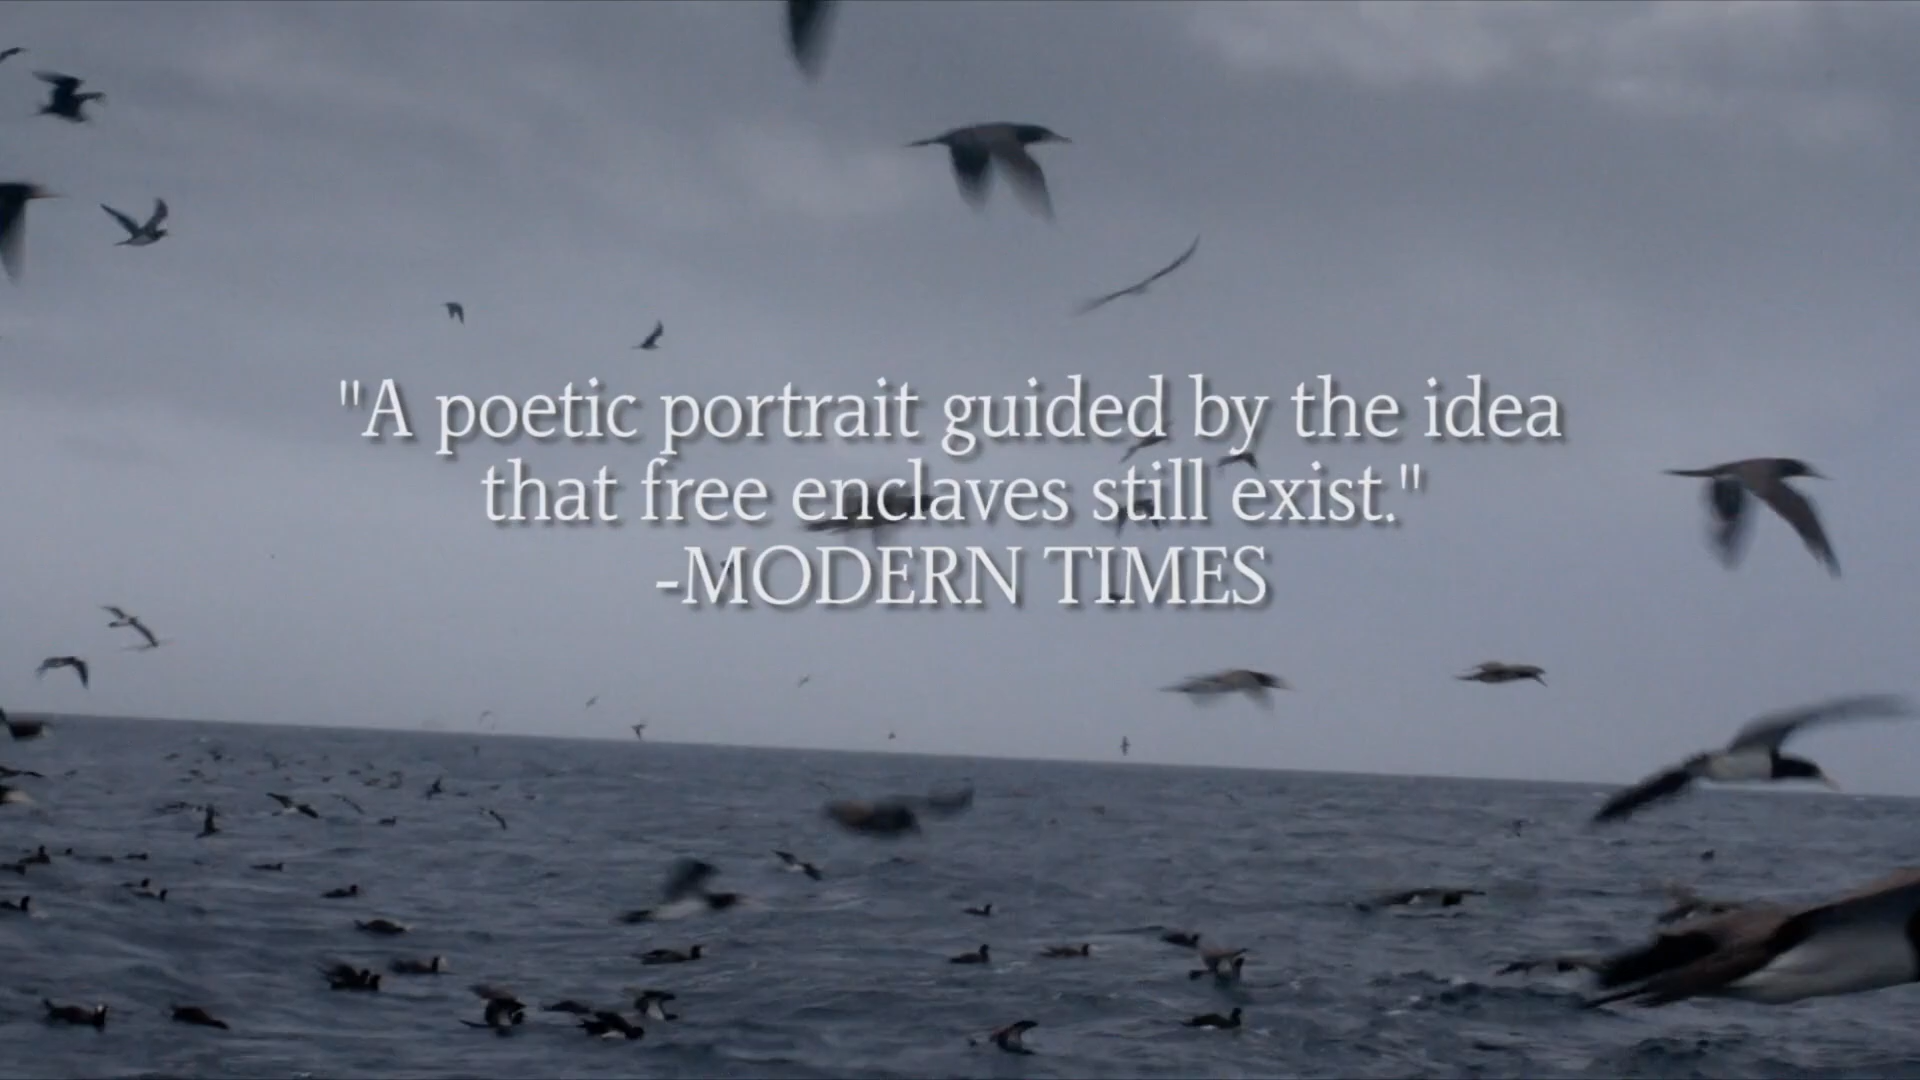 "A poetic portrait guided by the idea
that free enclaves still exist."
-MODERN TIMES